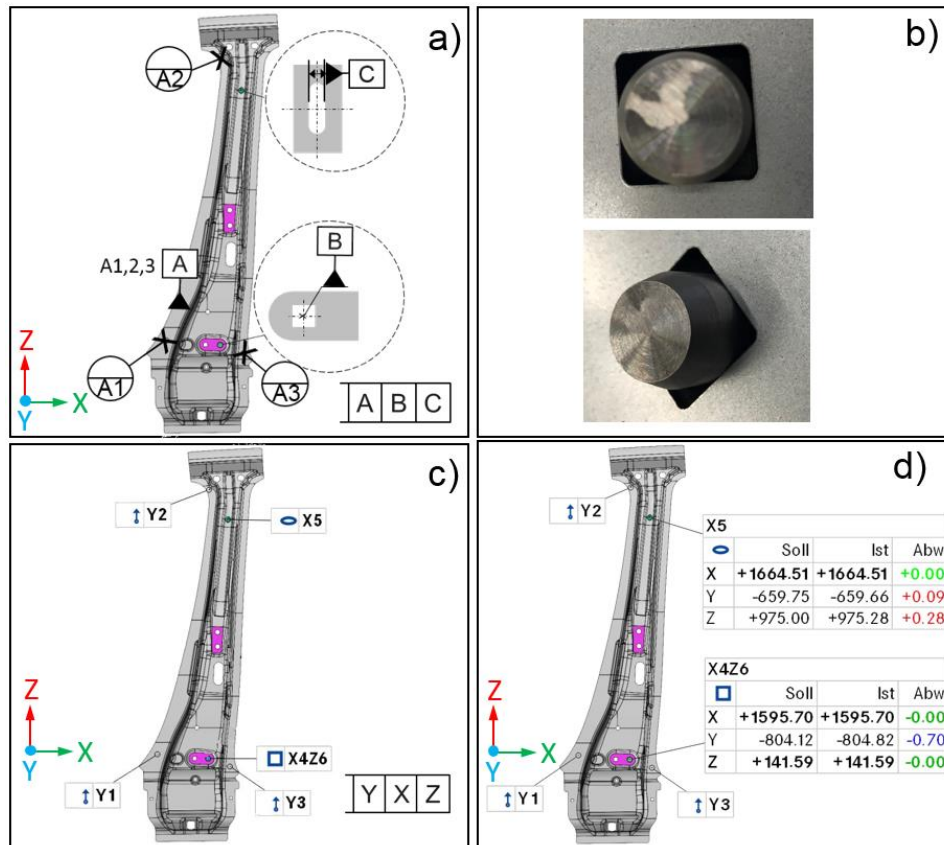 a)
A2
C
B
A1,2,3 A
A1
A3
Z
X
Y
A B C
b)
c)
Y2
X5
Z
X
Y
X4Z6
Y1
Y3
Y X Z
d)
Y2
X5
Soll Ist Abw
X +1664.51 +1664.51 +0.00
Y -659.75 -659.66 +0.09
Z +975.00 +975.28 +0.28
X4Z6
Soll Ist Abw
X +1595.70 +1595.70 -0.00
Y -804.12 -804.82 -0.70
Z +141.59 +141.59 -0.00
Z
X
Y
Y1
Y3